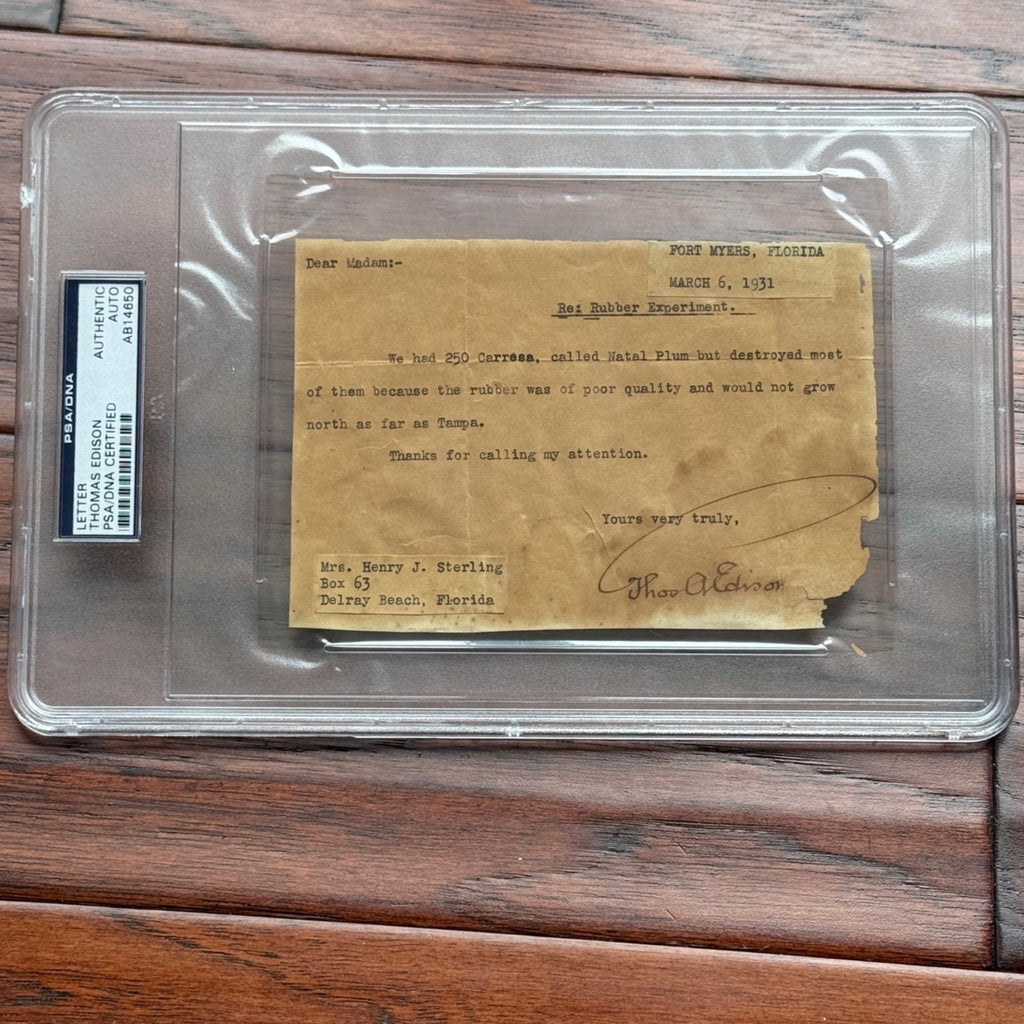 PSA/DNA
LETTER AUTHENTIC
THOMAS EDISON AUTO
PSA/DNA CERTIFIED AB14650
Dear Madam:-
FORT MYERS, FLORIDA
MARCH 6, 1931
Re: Rubber Experiment.
We had 250 Carresa, called Natal Plum but destroyed most
of them because the rubber was of poor quality and would not grow
north as far as Tampa.
Thanks for calling my attention.
Yours very truly,
Thos A Edison
Mrs. Henry J. Sterling
Box 63
Delray Beach, Florida